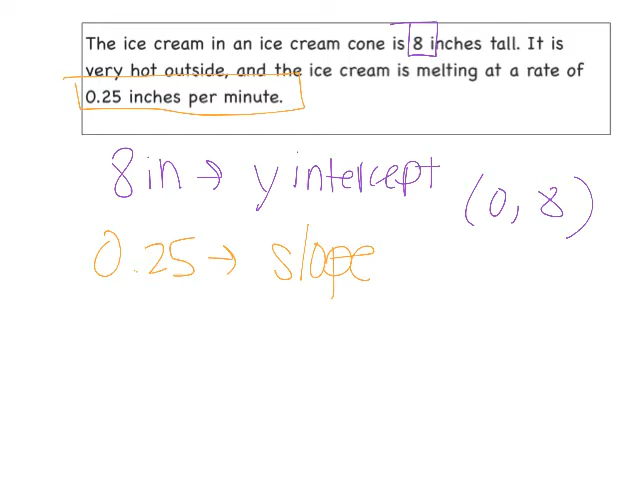 The ice cream in an ice cream cone is 8 inches tall. It is
very hot outside, and the ice cream is melting at a rate of
0.25 inches per minute.
8 in → y intercept (0, 8)
0.25 → slope